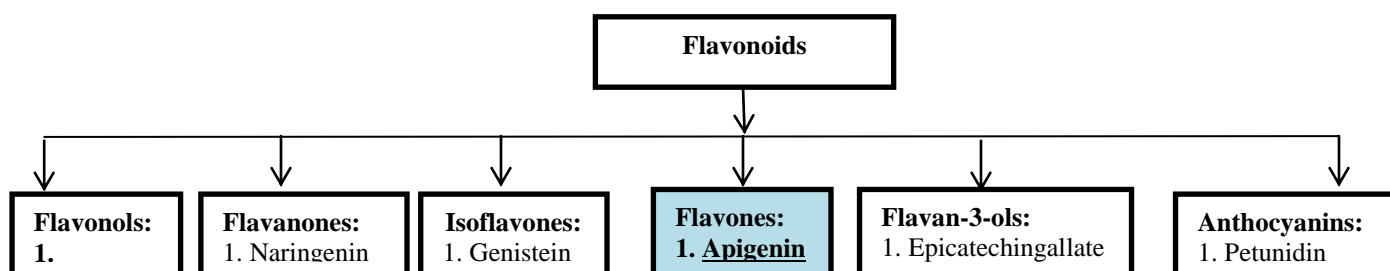 Flavonoids
Flavonols:
1.
Flavanones:
1. Naringenin
Isoflavones:
1. Genistein
Flavones:
1. Apigenin
Flavan-3-ols:
1. Epicatechingallate
Anthocyanins:
1. Petunidin